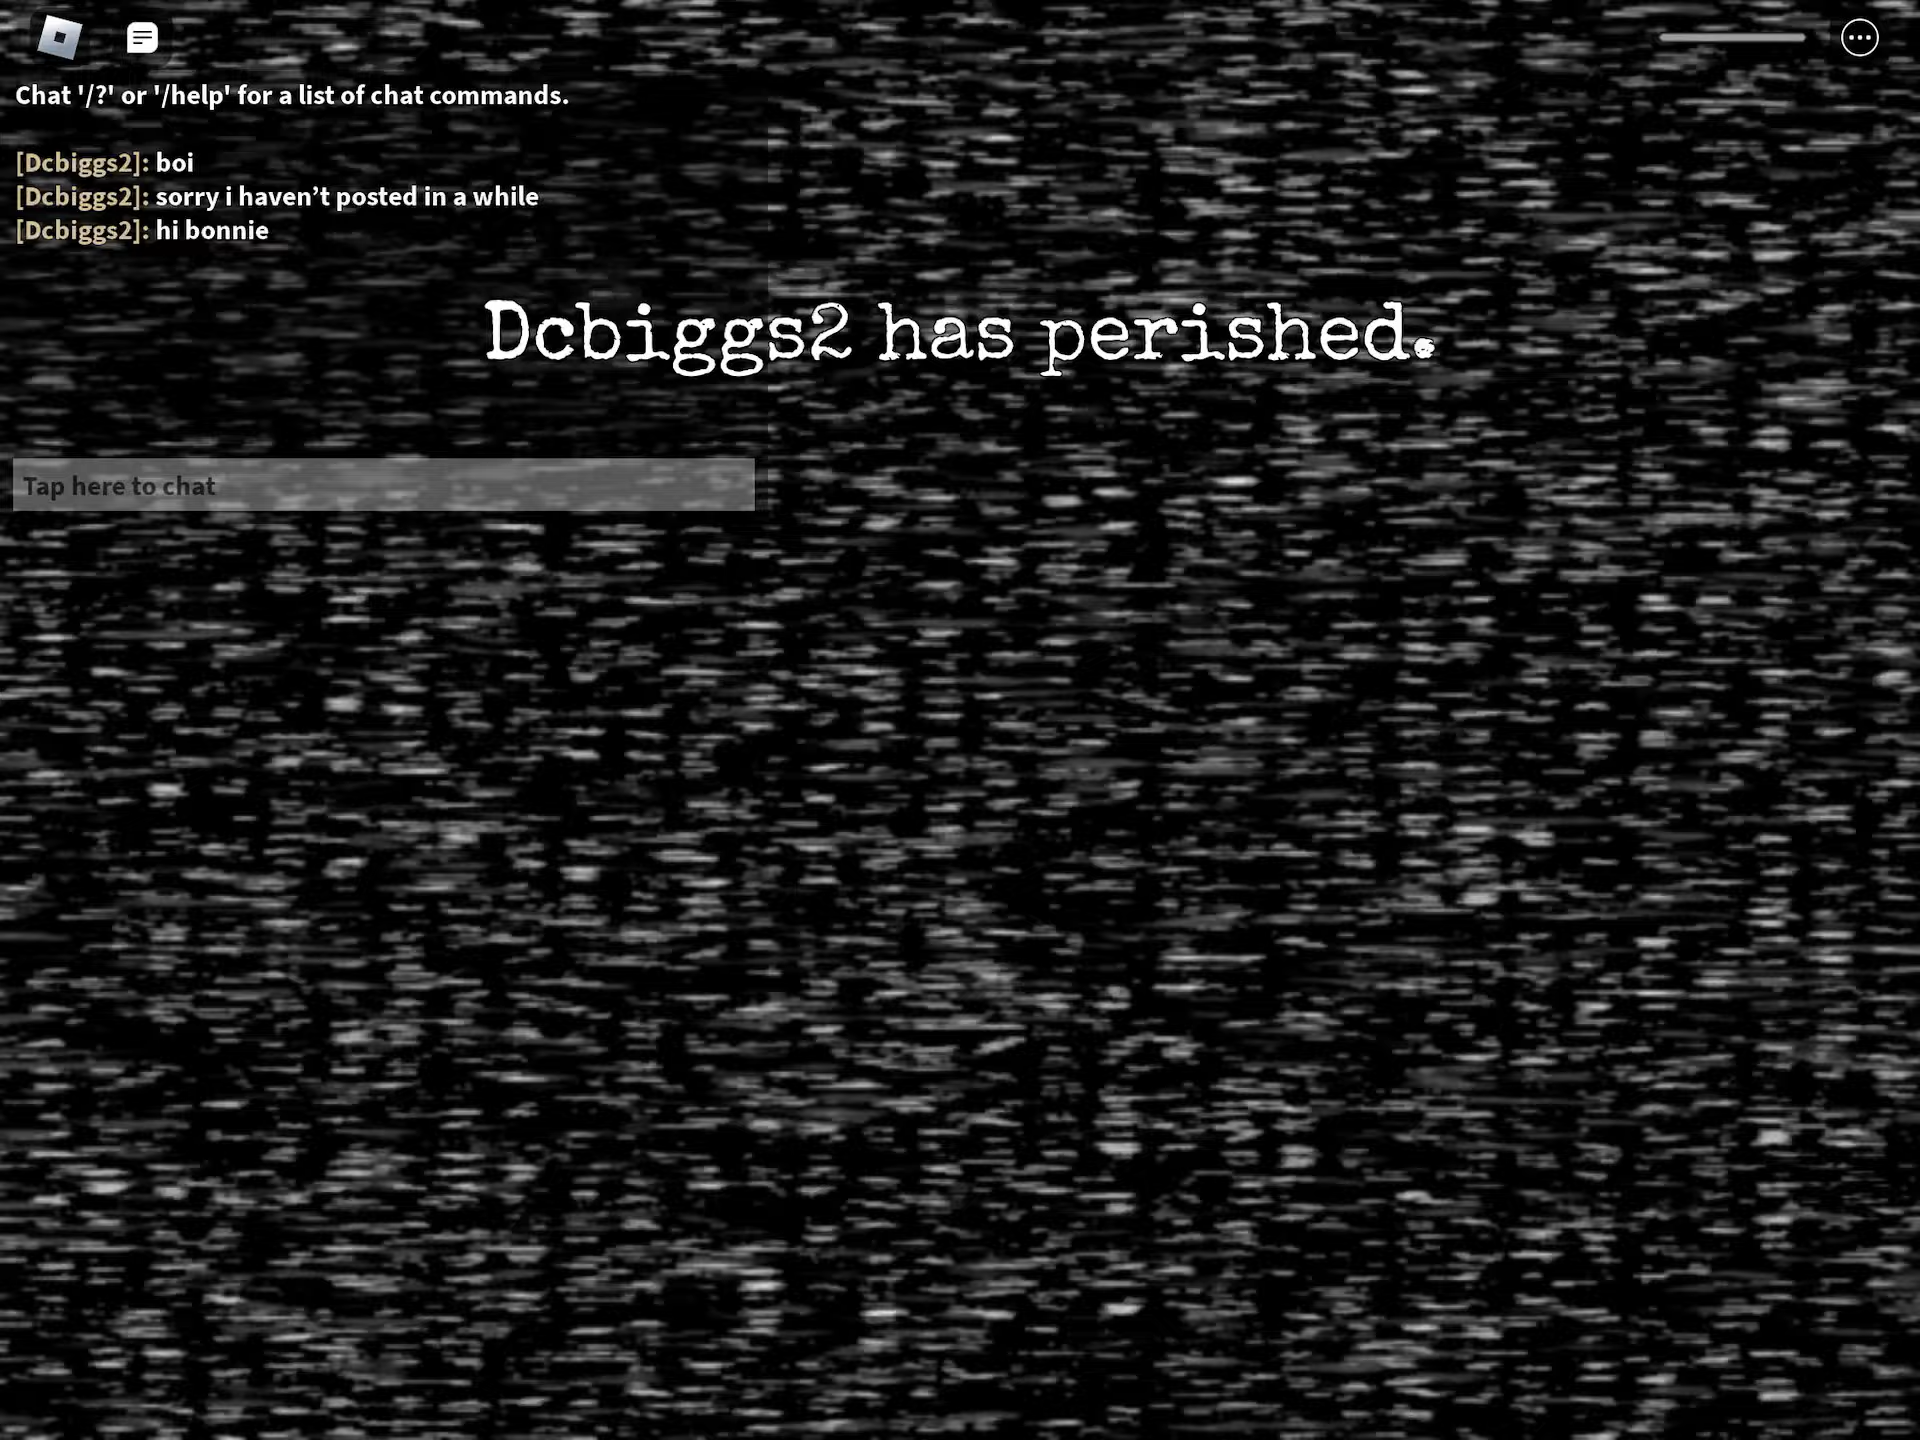 Chat '/?' or '/help' for a list of chat commands.
[Dcbiggs2]: boi
[Dcbiggs2]: sorry i haven’t posted in a while
[Dcbiggs2]: hi bonnie
Dcbiggs2 has perished.
Tap here to chat